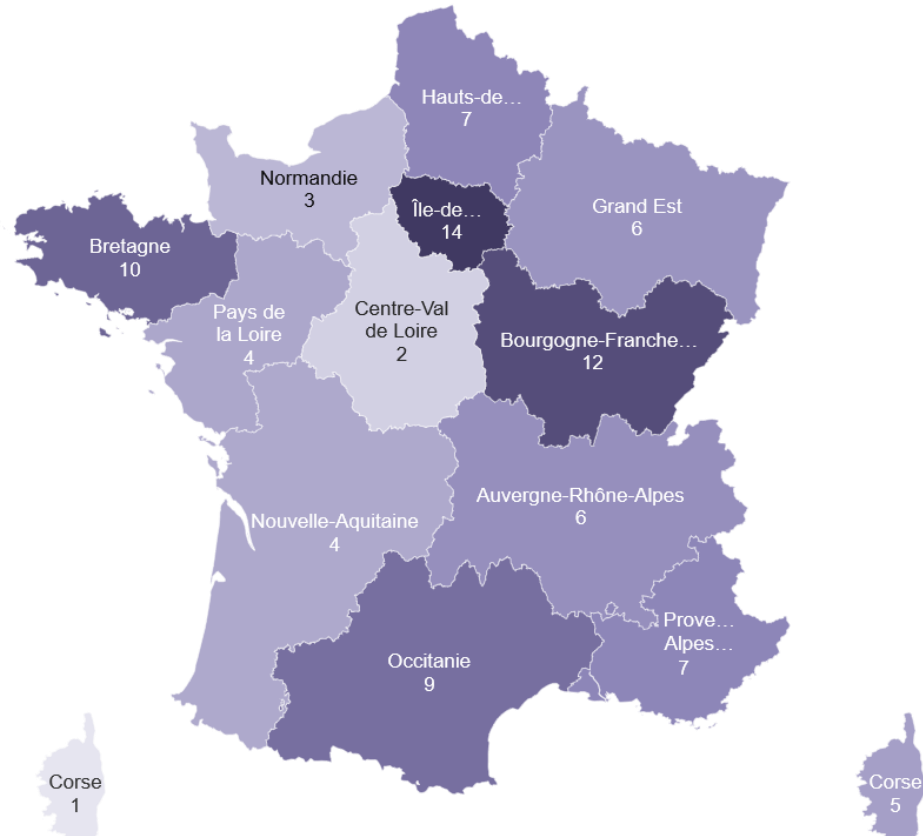 Hauts-de…
7
Normandie
3
Île-de…
14
Grand Est
6
Bretagne
10
Pays de
la Loire
4
Centre-Val
de Loire
2
Bourgogne-Franche…
12
Auvergne-Rhône-Alpes
6
Nouvelle-Aquitaine
4
Prove…
Alpes…
7
Occitanie
9
Corse
1
Corse
5